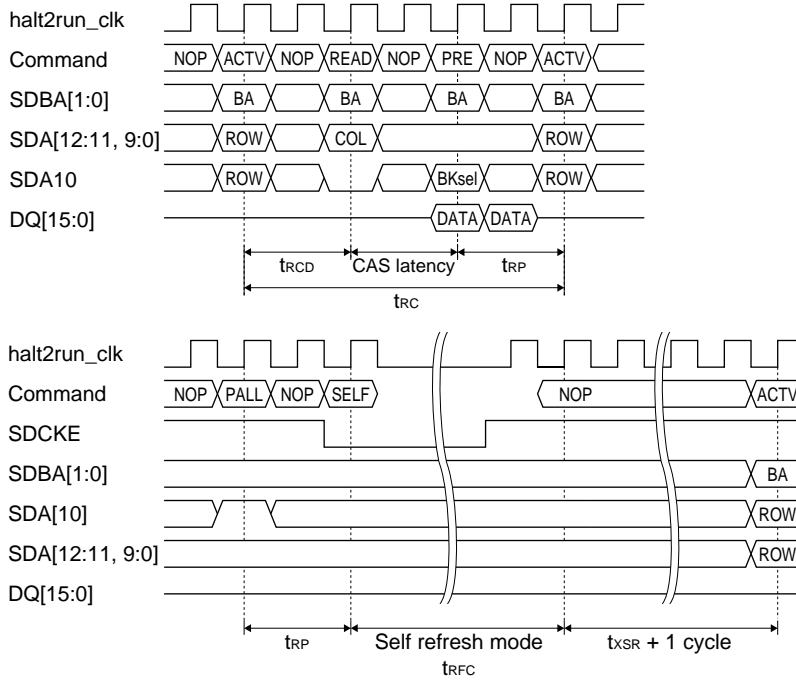 halt2run_clk
Command NOP ACTV NOP READ NOP PRE NOP ACTV
SDBA[1:0] BA BA BA BA
SDA[12:11, 9:0] ROW COL ROW
SDA10 ROW BKsel ROW
DQ[15:0] DATA DATA
tRCD CAS latency tRP
tRC
halt2run_clk
Command NOP PALL NOP SELF NOP ACTV
SDCKE
SDBA[1:0] BA
SDA[10] ROW
SDA[12:11, 9:0] ROW
DQ[15:0]
tRP Self refresh mode tXSR + 1 cycle
tRFC